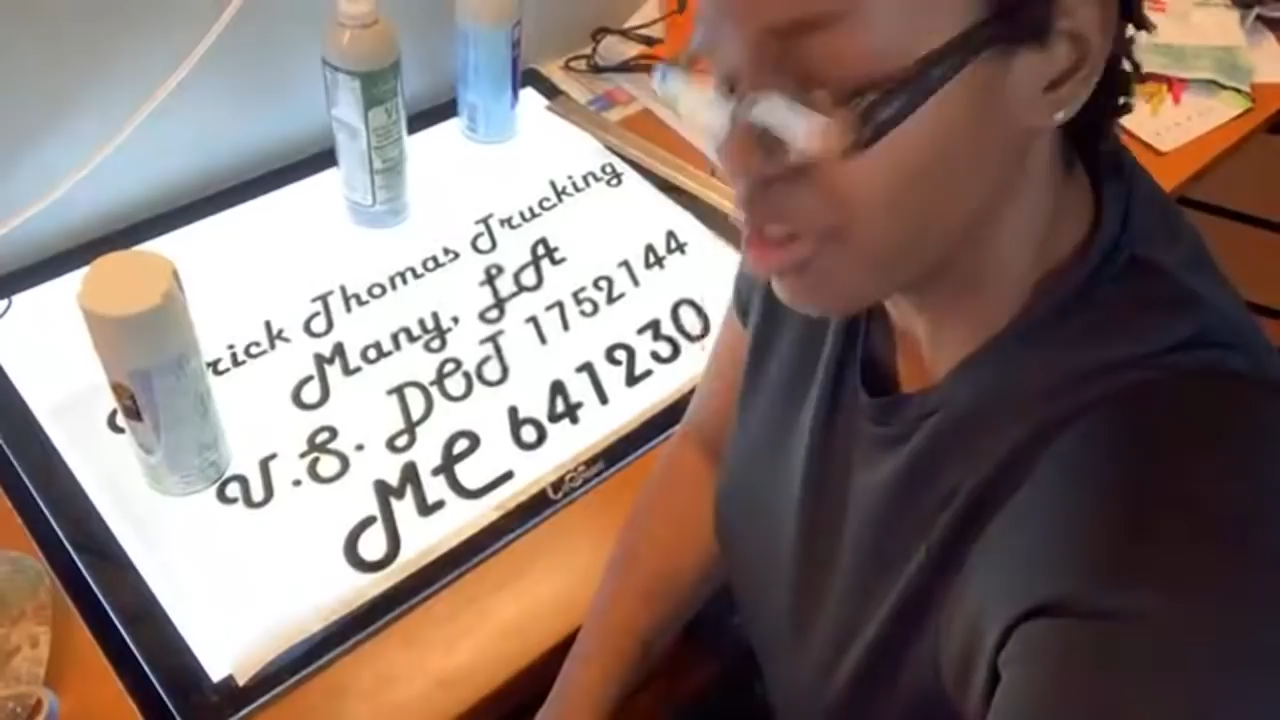 rick Thomas Trucking
Many, LA
U.S. DOT 1752144
MC 641230